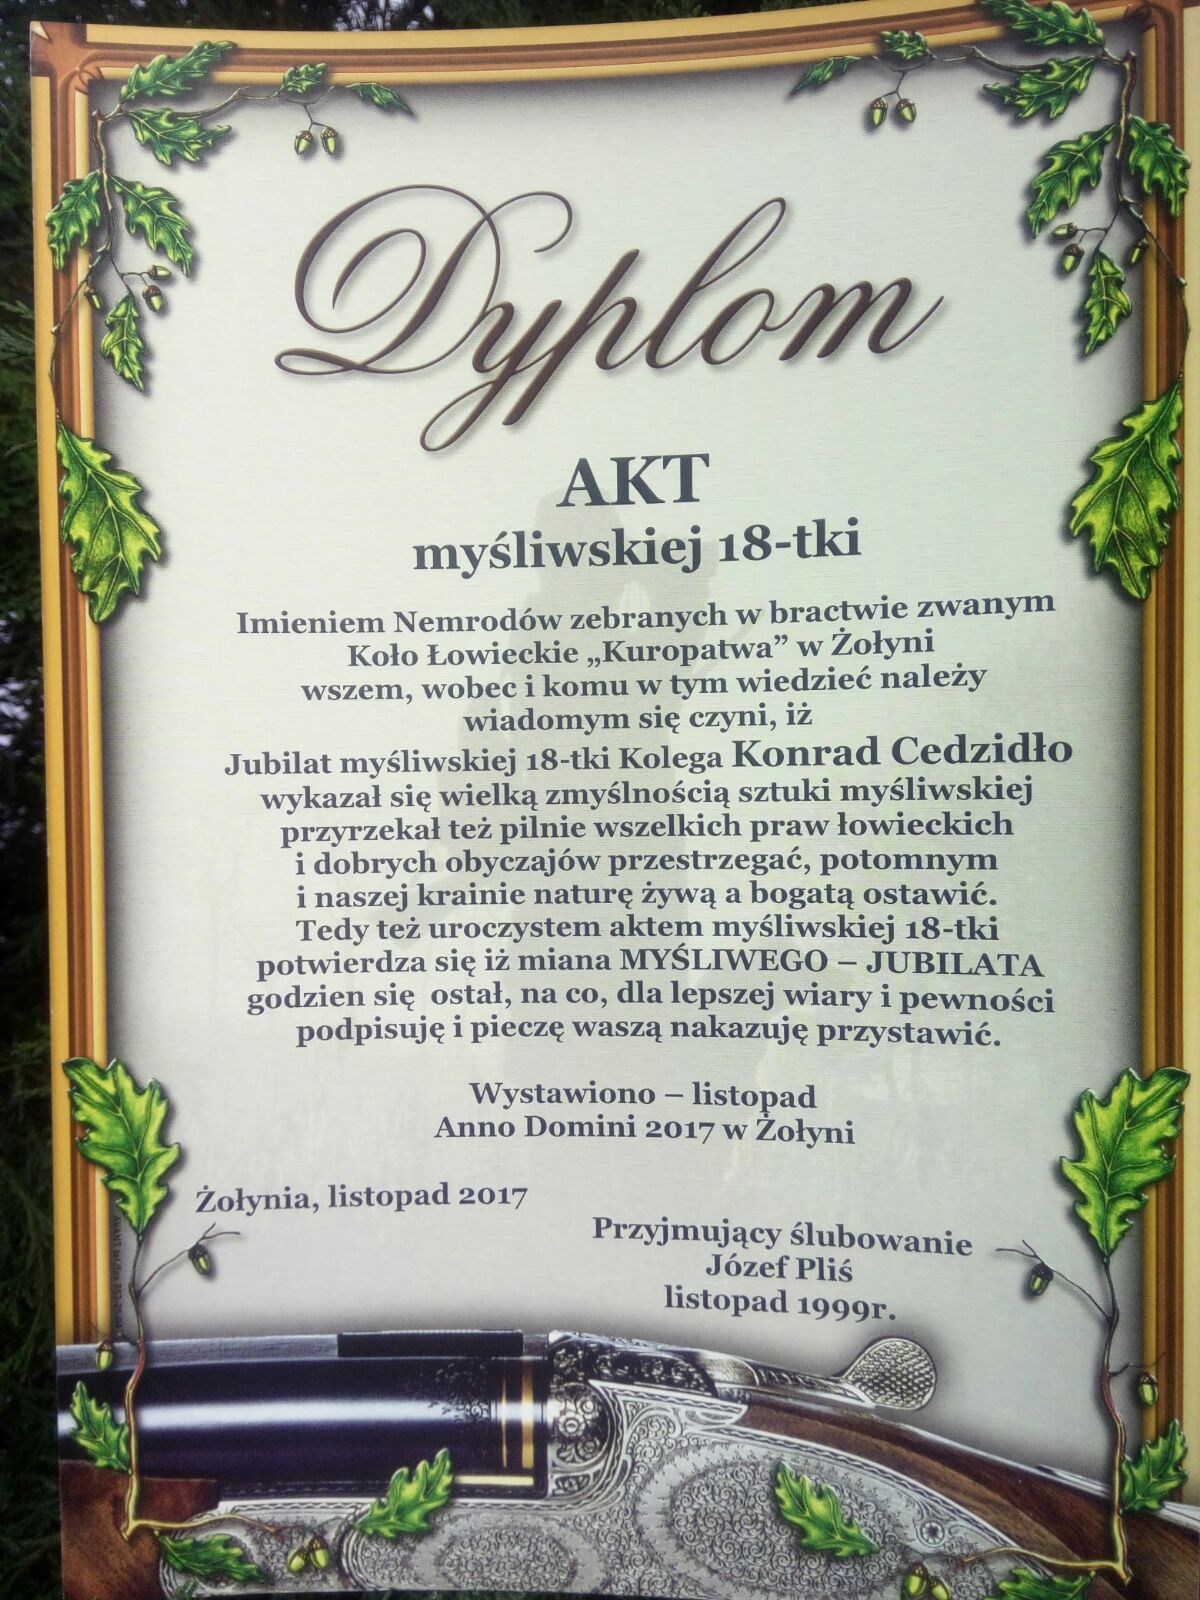 Dyplom
AKT
myśliwskiej 18-tki
Imieniem Nemrodów zebranych w bractwie zwanym
Koło Łowieckie „Kuropatwa” w Żołyni
wszem, wobec i komu w tym wiedzieć należy
wiadomym się czyni, iż
Jubilat myśliwskiej 18-tki Kolega Konrad Cedzidło
wykazał się wielką zmyślnością sztuki myśliwskiej
przyrzekał też pilnie wszelkich praw łowieckich
i dobrych obyczajów przestrzegać, potomnym
i naszej krainie naturę żywą a bogatą ostawić.
Tedy też uroczystem aktem myśliwskiej 18-tki
potwierdza się iż miana MYŚLIWEGO – JUBILATA
godzien się ostał, na co, dla lepszej wiary i pewności
podpisuję i pieczę waszą nakazuję przystawić.
Wystawiono – listopad
Anno Domini 2017 w Żołyni
Żołynia, listopad 2017
Przyjmujący ślubowanie
Józef Pliś
listopad 1999r.